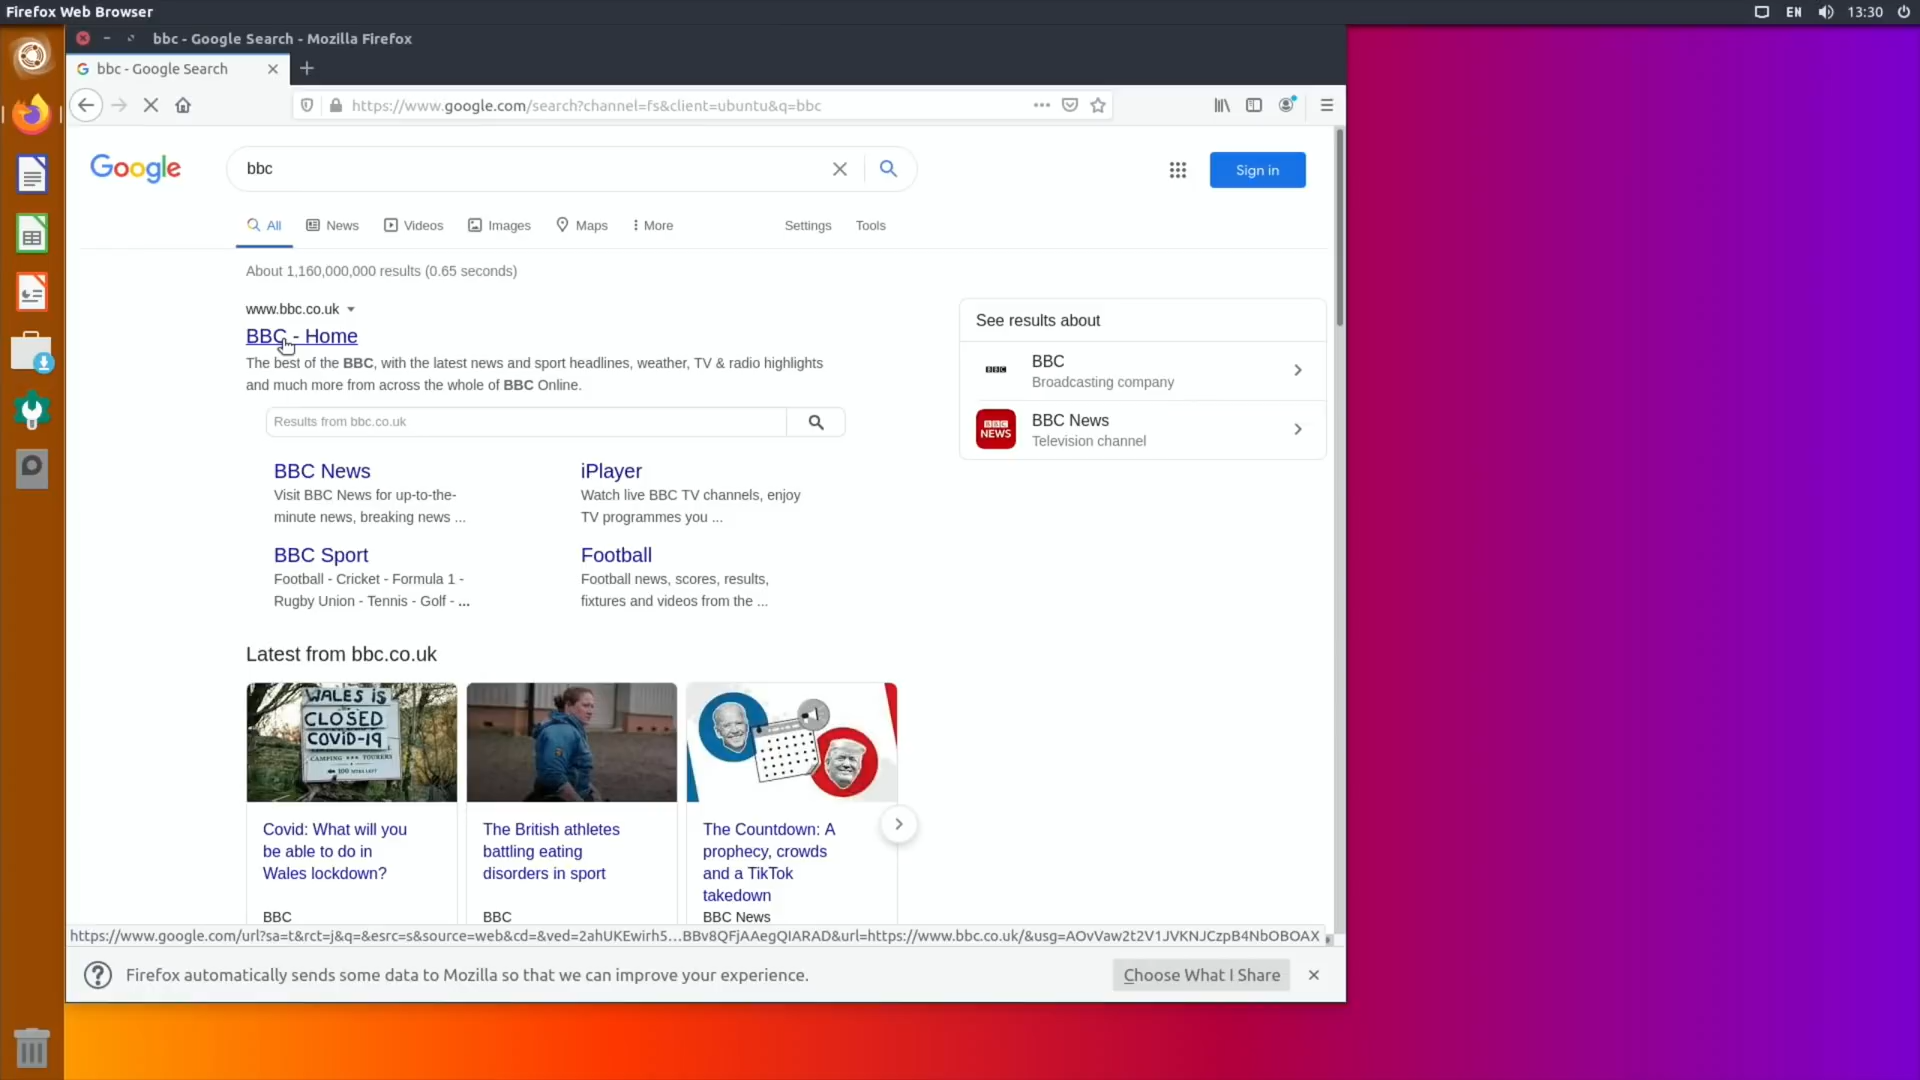 Firefox Web Browser
EN
13:30
bbc - Google Search - Mozilla Firefox
bbc - Google Search
https://www.google.com/search?channel=fs&client=ubuntu&q=bbc
Google
bbc
Sign in
All
News
Videos
Images
Maps
More
Settings
Tools
About 1,160,000,000 results (0.65 seconds)
www.bbc.co.uk
BBC - Home
The best of the BBC, with the latest news and sport headlines, weather, TV & radio highlights
and much more from across the whole of BBC Online.
Results from bbc.co.uk
BBC News
Visit BBC News for up-to-the-
minute news, breaking news ...
iPlayer
Watch live BBC TV channels, enjoy
TV programmes you ...
BBC Sport
Football - Cricket - Formula 1 -
Rugby Union - Tennis - Golf - ...
Football
Football news, scores, results,
fixtures and videos from the ...
See results about
BBC
BBC
Broadcasting company
BBC
NEWS
BBC News
Television channel
Latest from bbc.co.uk
WALES IS
CLOSED
COVID-19
CAMPING *** TOURERS
100 MTS LEFT
Covid: What will you
be able to do in
Wales lockdown?
BBC
The British athletes
battling eating
disorders in sport
BBC
The Countdown: A
prophecy, crowds
and a TikTok
takedown
BBC News
https://www.google.com/url?sa=t&rct=j&q=&esrc=s&source=web&cd=&ved=2ahUKEwirh5...BBv8QFjAAegQIARAD&url=https://www.bbc.co.uk/&usg=AOvVaw2t2V1JVKNJCzpB4NbOBOAX
Firefox automatically sends some data to Mozilla so that we can improve your experience.
Choose What I Share